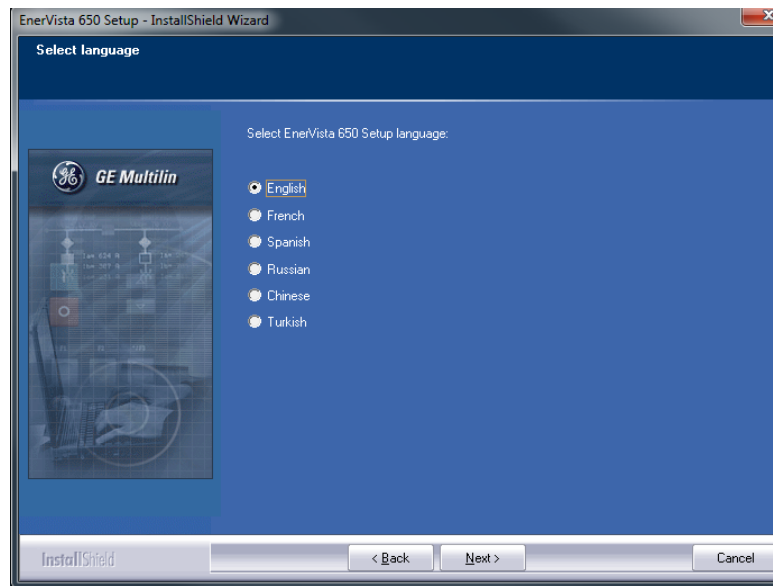 EnerVista 650 Setup - InstallShield Wizard
Select language
Select EnerVista 650 Setup language:
GE Multilin
English
French
Spanish
Russian
Chinese
Turkish
InstallShield
< Back
Next >
Cancel